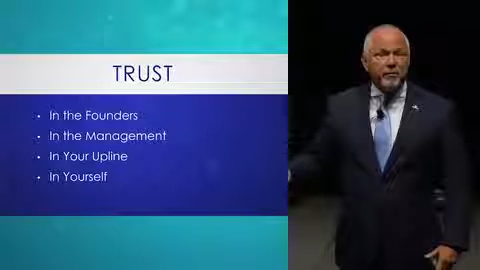 TRUST
In the Founders
In the Management
In Your Upline
In Yourself